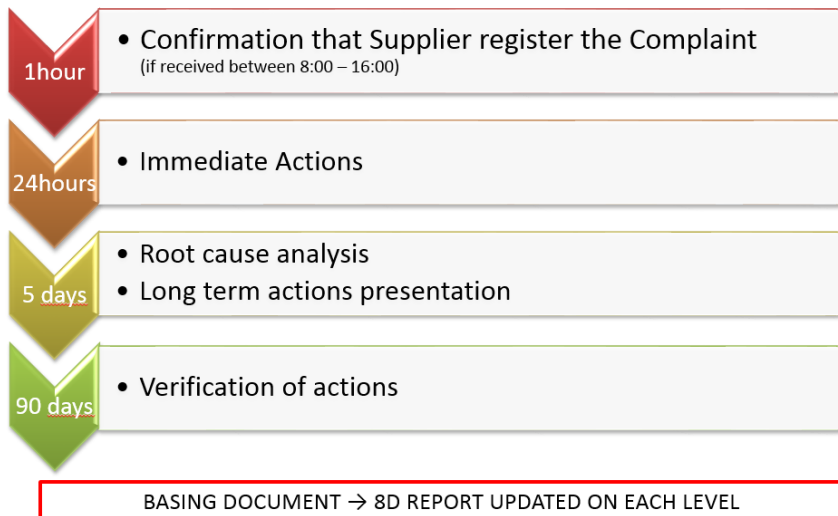 1hour
• Confirmation that Supplier register the Complaint
(if received between 8:00 – 16:00)
24hours
• Immediate Actions
5 days
• Root cause analysis
• Long term actions presentation
90 days
• Verification of actions
BASING DOCUMENT → 8D REPORT UPDATED ON EACH LEVEL